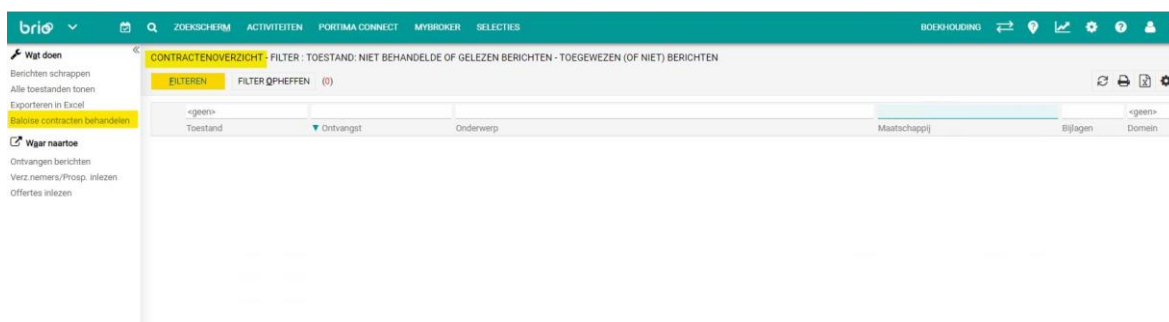 brio ZOEKSCHERM ACTIVITEITEN PORTIMA CONNECT MYBROKER SELECTIES BOEKHOUDING
Wat doen
Berichten schrappen
Alle toestanden tonen
Exporteren in Excel
Baloise contracten behandelen
Waar naartoe
Ontvangen berichten
Verz.nemers/Prosp. inlezen
Offertes inlezen
CONTRACTENOVERZICHT - FILTER : TOESTAND: NIET BEHANDELDE OF GELEZEN BERICHTEN - TOEGEWEZEN (OF NIET) BERICHTEN
FILTEREN FILTER OPHEFFEN (0)
<geen> <geen>
Toestand Ontvangst Onderwerp Maatschappij Bijlagen Domein